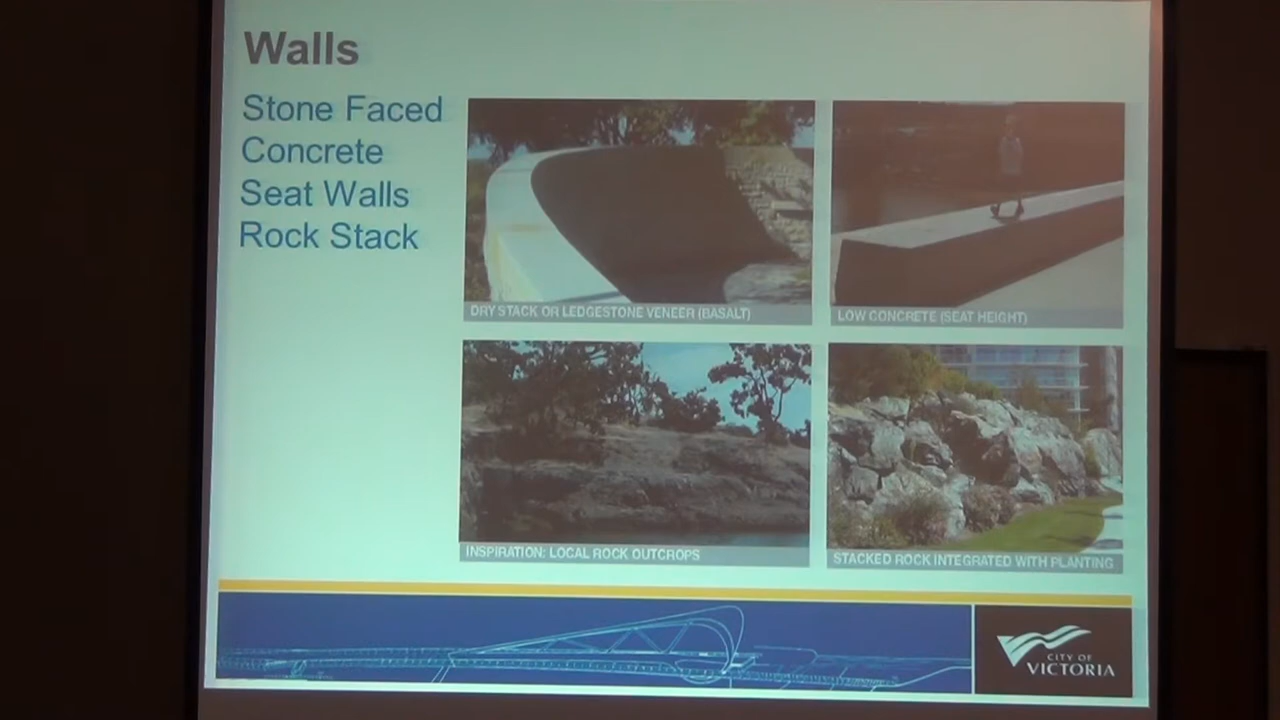 Walls
Stone Faced
Concrete
Seat Walls
Rock Stack
DRY STACK OR LEDGESTONE VENEER (BASALT)
LOW CONCRETE (SEAT HEIGHT)
INSPIRATION: LOCAL ROCK OUTCROPS
STACKED ROCK INTEGRATED WITH PLANTING
CITY OF
VICTORIA